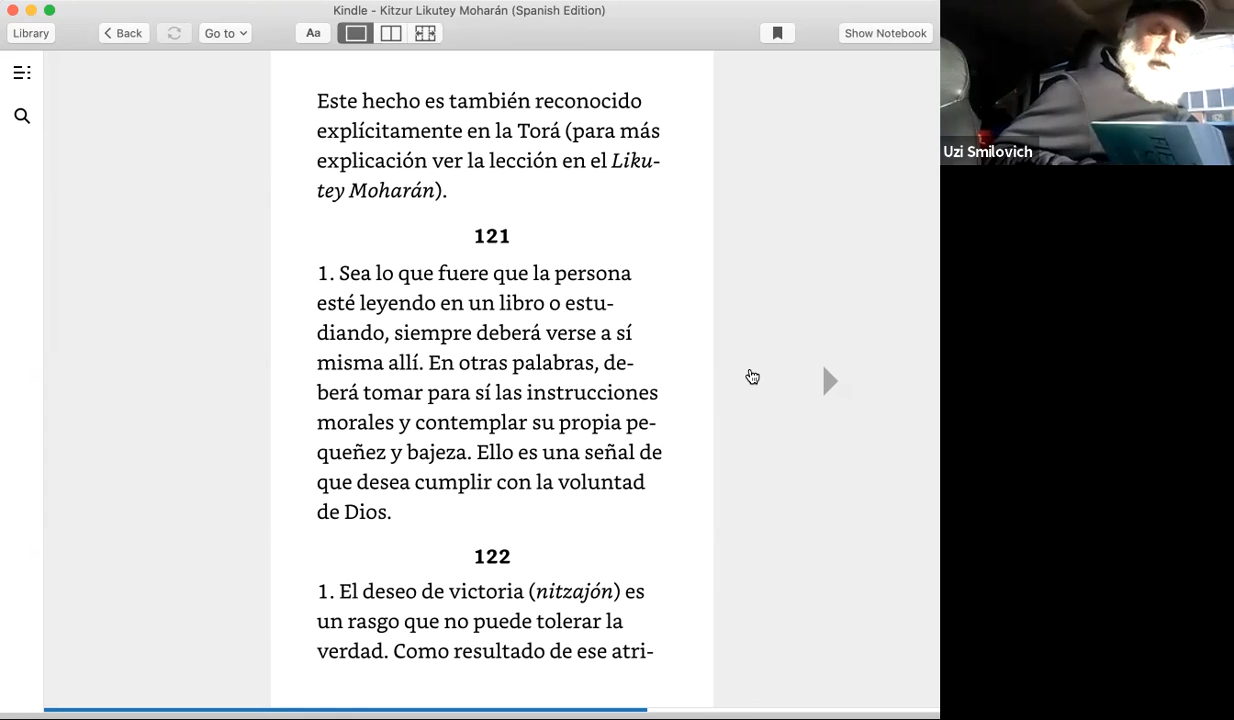 Kindle - Kitzur Likutey Moharán (Spanish Edition)
Library
Back
Go to
Aa
Show Notebook
Este hecho es también reconocido
explícitamente en la Torá (para más
explicación ver la lección en el Liku-
tey Moharán).
121
1. Sea lo que fuere que la persona
esté leyendo en un libro o estu-
diando, siempre deberá verse a sí
misma allí. En otras palabras, de-
berá tomar para sí las instrucciones
morales y contemplar su propia pe-
queñez y bajeza. Ello es una señal de
que desea cumplir con la voluntad
de Dios.
122
1. El deseo de victoria (nitzajón) es
un rasgo que no puede tolerar la
verdad. Como resultado de ese atri-
Uzi Smilovich